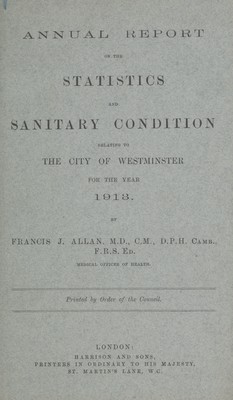 ANNUAL REPORT
ON THE
STATISTICS
AND
SANITARY CONDITION
RELATING TO
THE CITY OF WESTMINSTER
FOR THE YEAR
1913.
BY
FRANCIS J. ALLAN, M.D., C.M., D.P.H. CAMB.,
F.R.S. ED.
MEDICAL OFFICER OF HEALTH.
Printed by Order of the Council.
LONDON:
HARRISON AND SONS,
PRINTERS IN ORDINARY TO HIS MAJESTY,
ST. MARTIN'S LANE, W.C.